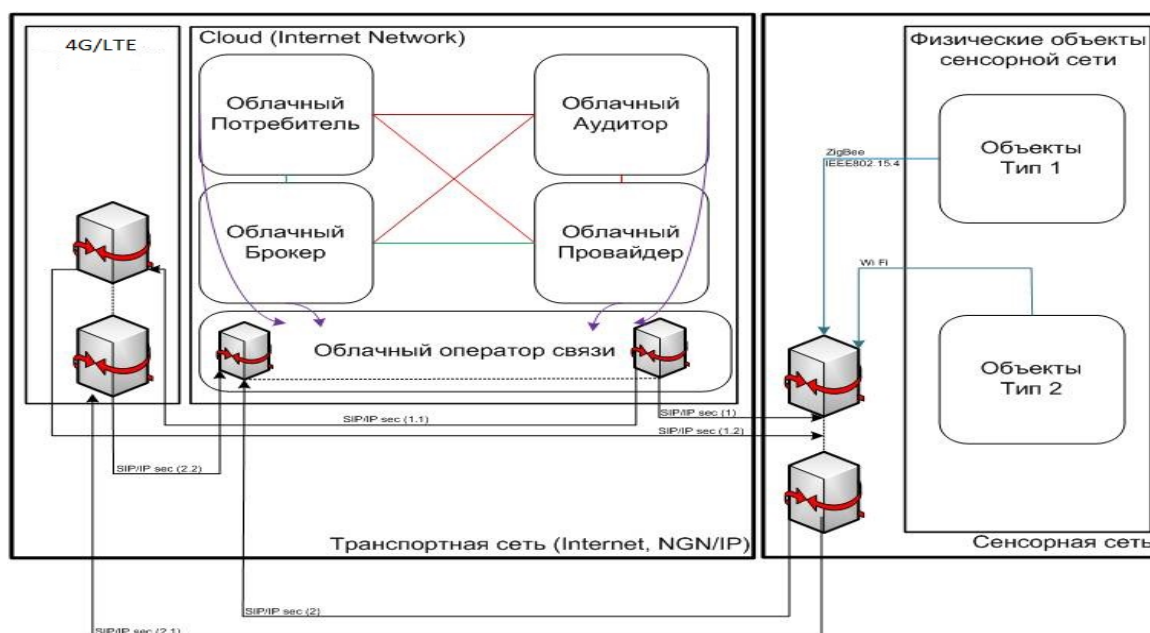 4G/LTE
Cloud (Internet Network)
Облачный
Потребитель
Облачный
Аудитор
Облачный
Брокер
Облачный
Провайдер
Облачный оператор связи
SIP/IP sec (1.1)
SIP/IP sec (1)
SIP/IP sec (1.2)
SIP/IP sec (2.2)
Транспортная сеть (Internet, NGN/IP)
SIP/IP sec (2)
SIP/IP sec (2.1)
Физические объекты
сенсорной сети
ZigBee
IEEE802.15.4
Объекты
Тип 1
Wi Fi
Объекты
Тип 2
Сенсорная сеть